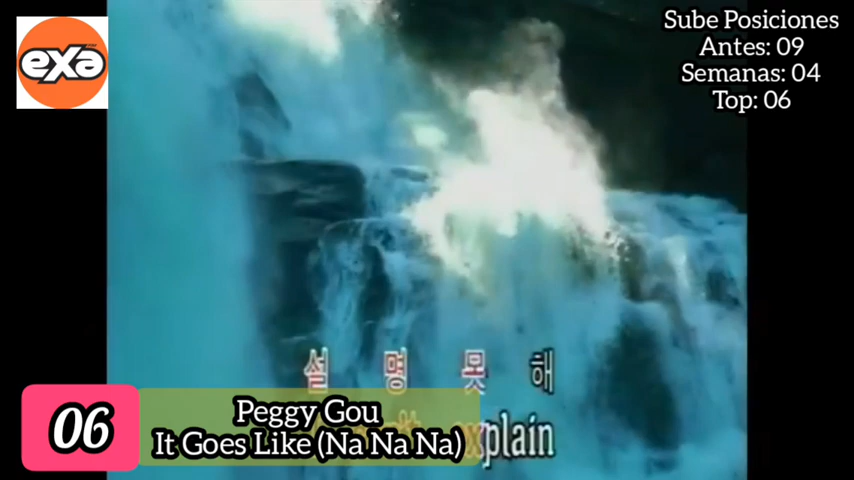 exa
Sube Posiciones
Antes: 09
Semanas: 04
Top: 06
설 명 못 해
explain
06
Peggy Gou
It Goes Like (Na Na Na)